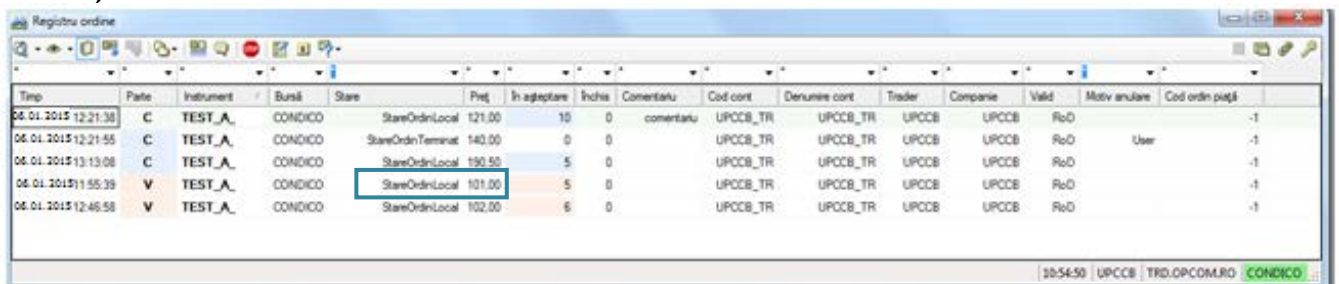 Registru ordine
Timp Parte Instrument Bursă Stare Preț În așteptare Închis Comentariu Cod cont Denumire cont Trader Companie Valid Motiv anulare Cod ordin piață
06.01.2015 12:21:38 C TEST_A_ CONDICO StareOrdinLocal 121,00 10 0 comentariu UPCCB_TR UPCCB_TR UPCCB UPCCB RoD -1
06.01.2015 12:21:55 C TEST_A_ CONDICO StareOrdinTerminat 140,00 0 0 UPCCB_TR UPCCB_TR UPCCB UPCCB RoD User -1
06.01.2015 13:13:08 C TEST_A_ CONDICO StareOrdinLocal 190,50 5 0 UPCCB_TR UPCCB_TR UPCCB UPCCB RoD -1
06.01.2015 11:55:39 V TEST_A_ CONDICO StareOrdinLocal 101,00 5 0 UPCCB_TR UPCCB_TR UPCCB UPCCB RoD -1
06.01.2015 12:46:58 V TEST_A_ CONDICO StareOrdinLocal 102,00 6 0 UPCCB_TR UPCCB_TR UPCCB UPCCB RoD -1
10:54:50 UPCCB TRD.OPCOM.RO CONDICO